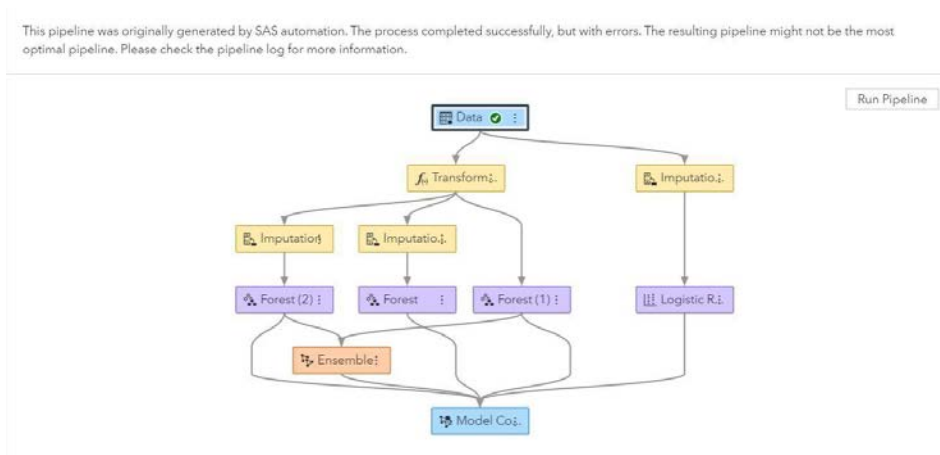 This pipeline was originally generated by SAS automation. The process completed successfully, but with errors. The resulting pipeline might not be the most
optimal pipeline. Please check the pipeline log for more information.
Run Pipeline
Data
Transform...
Imputatio...
Imputation
Imputatio...
Forest (2)
Forest
Forest (1)
Logistic R...
Ensemble
Model Co...